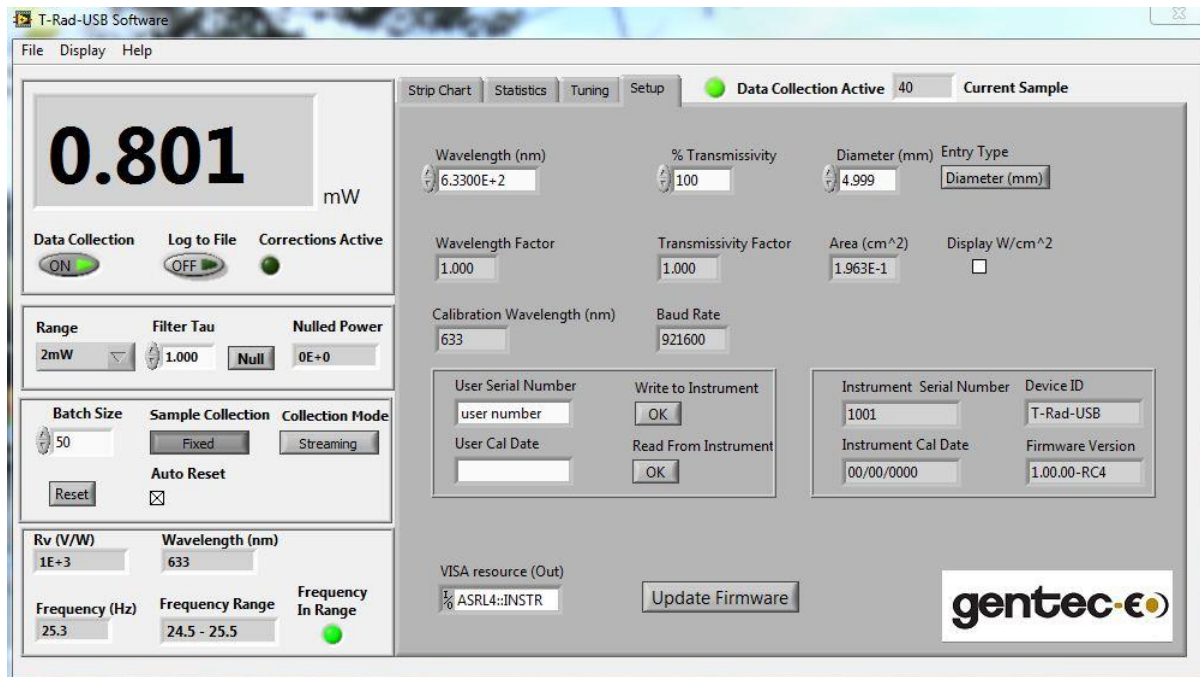 T-Rad-USB Software
File Display Help
0.801
mW
Data Collection Log to File Corrections Active
ON OFF
Range Filter Tau Nulled Power
2mW 1.000 Null 0E+0
Batch Size Sample Collection Collection Mode
50 Fixed Streaming
Auto Reset
Reset
Rv (V/W) Wavelength (nm)
1E+3 633
Frequency (Hz) Frequency Range Frequency In Range
25.3 24.5 - 25.5
Strip Chart Statistics Tuning Setup Data Collection Active 40 Current Sample
Wavelength (nm) % Transmissivity Diameter (mm) Entry Type
6.3300E+2 100 4.999 Diameter (mm)
Wavelength Factor Transmissivity Factor Area (cm^2) Display W/cm^2
1.000 1.000 1.963E-1
Calibration Wavelength (nm) Baud Rate
633 921600
User Serial Number Write to Instrument
user number OK
User Cal Date Read From Instrument
OK
Instrument Serial Number Device ID
1001 T-Rad-USB
Instrument Cal Date Firmware Version
00/00/0000 1.00.00-RC4
VISA resource (Out)
I/O ASRL4::INSTR Update Firmware
gentec-eo